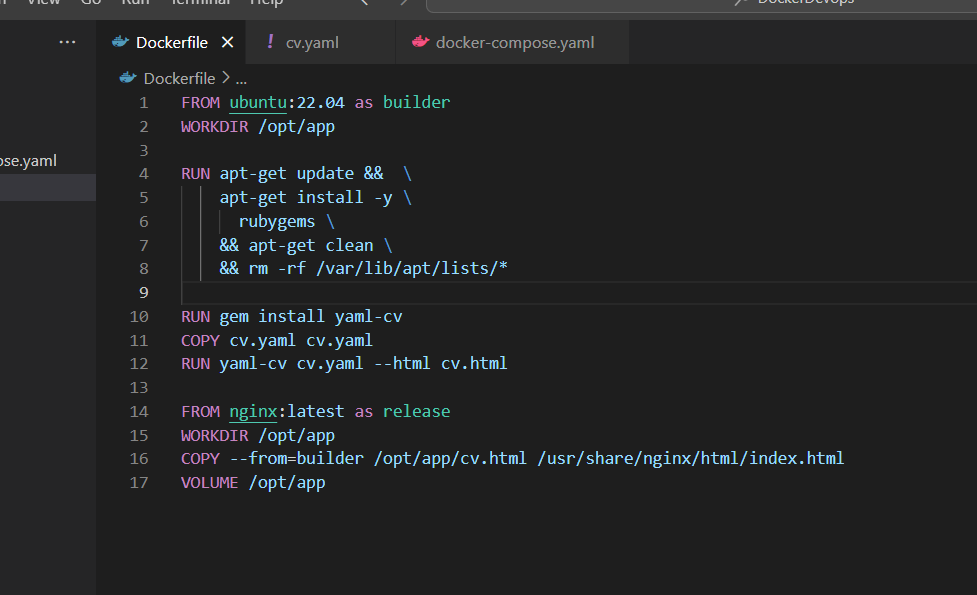 View Go Run Terminal Help DockerDevOps
... Dockerfile cv.yaml docker-compose.yaml
Dockerfile > ...
ose.yaml
1 FROM ubuntu:22.04 as builder
2 WORKDIR /opt/app
3
4 RUN apt-get update &&  \
5     apt-get install -y \
6       rubygems \
7     && apt-get clean \
8     && rm -rf /var/lib/apt/lists/*
9
10 RUN gem install yaml-cv
11 COPY cv.yaml cv.yaml
12 RUN yaml-cv cv.yaml --html cv.html
13
14 FROM nginx:latest as release
15 WORKDIR /opt/app
16 COPY --from=builder /opt/app/cv.html /usr/share/nginx/html/index.html
17 VOLUME /opt/app